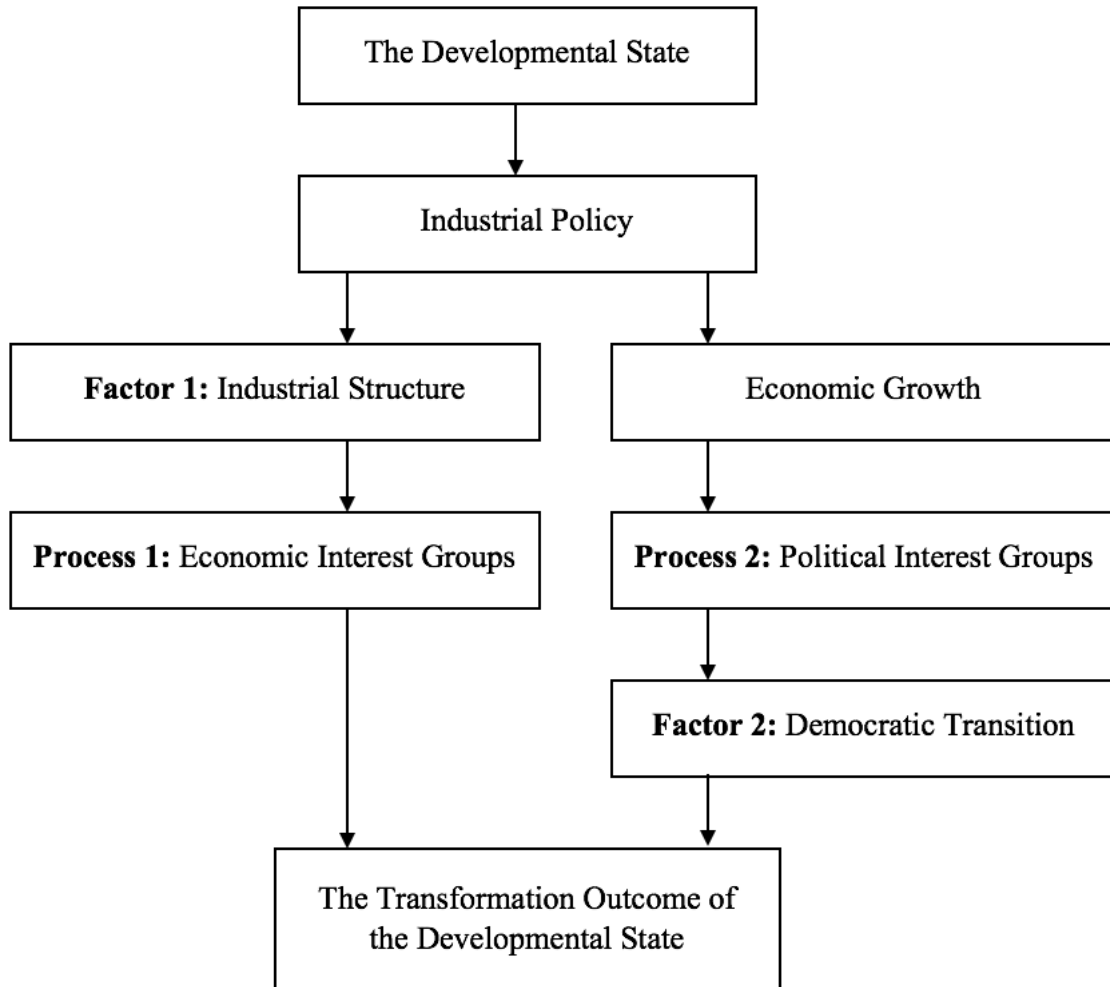 The Developmental State
Industrial Policy
Factor 1: Industrial Structure
Economic Growth
Process 1: Economic Interest Groups
Process 2: Political Interest Groups
Factor 2: Democratic Transition
The Transformation Outcome of
the Developmental State